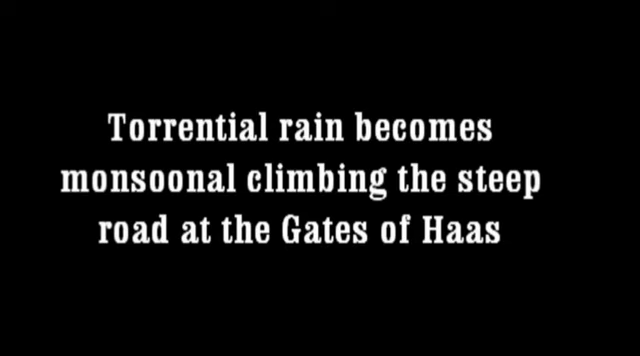 Torrential rain becomes
monsoonal climbing the steep
road at the Gates of Haas